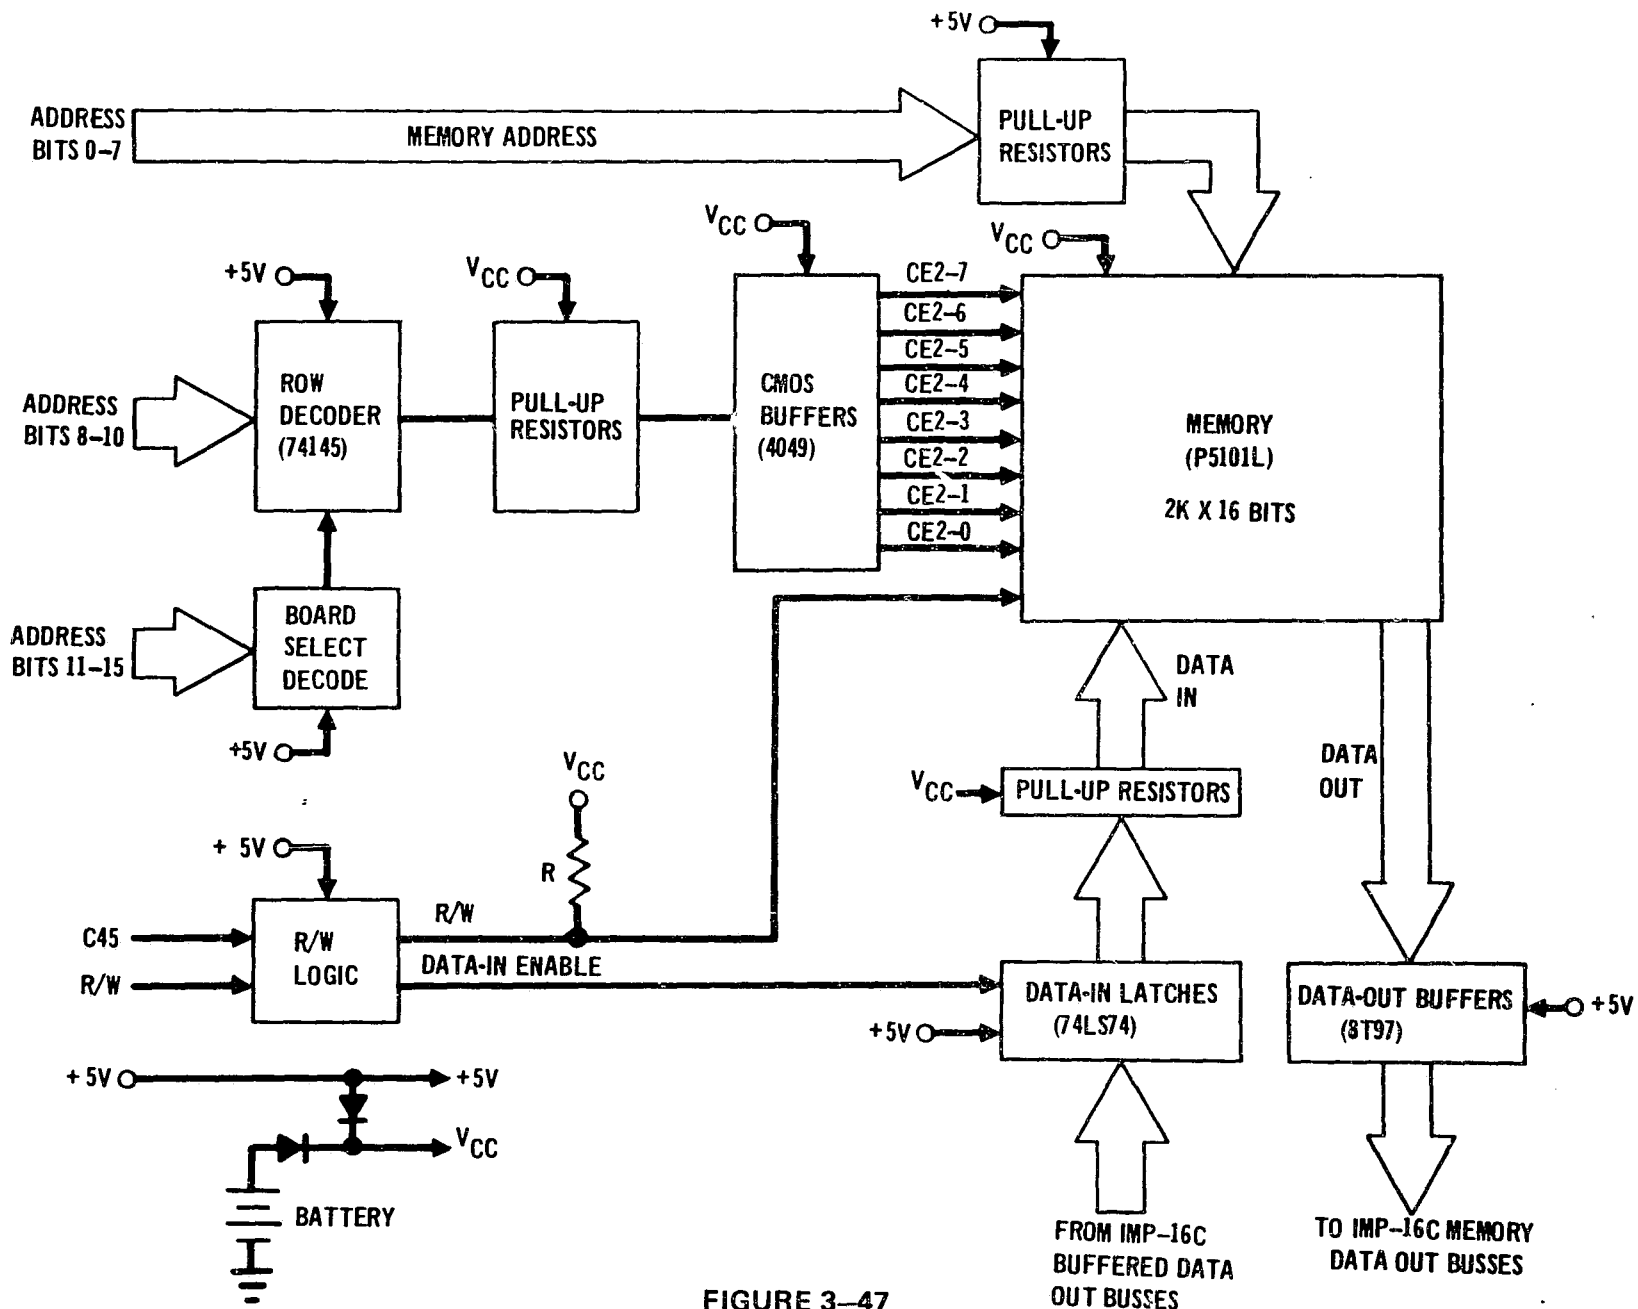 +5V
ADDRESS
BITS 0-7
MEMORY ADDRESS
PULL-UP
RESISTORS
VCC
VCC
+5V
VCC
ROW
DECODER
(74145)
PULL-UP
RESISTORS
CMOS
BUFFERS
(4049)
CE2-7
CE2-6
CE2-5
CE2-4
CE2-3
CE2-2
CE2-1
CE2-0
MEMORY
(P5101L)
2K X 16 BITS
ADDRESS
BITS 8-10
ADDRESS
BITS 11-15
BOARD
SELECT
DECODE
+5V
DATA
IN
DATA
OUT
VCC
R
VCC
PULL-UP RESISTORS
+ 5V
C45
R/W
R/W
LOGIC
R/W
DATA-IN ENABLE
+5V
DATA-IN LATCHES
(74LS74)
DATA-OUT BUFFERS
(8T97)
+5V
+5V
+5V
VCC
BATTERY
FROM IMP-16C
BUFFERED DATA
OUT BUSSES
TO IMP-16C MEMORY
DATA OUT BUSSES
FIGURE 3-47